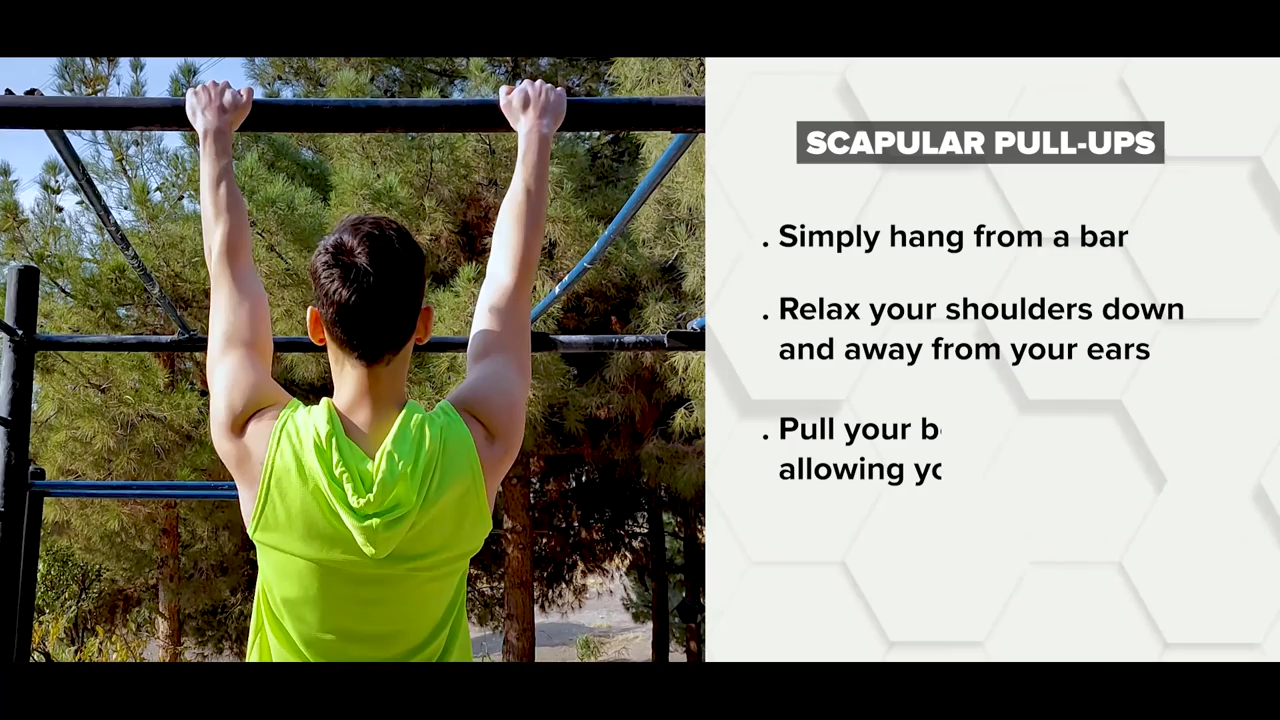 SCAPULAR PULL-UPS
. Simply hang from a bar
. Relax your shoulders down
and away from your ears
. Pull your
allowing